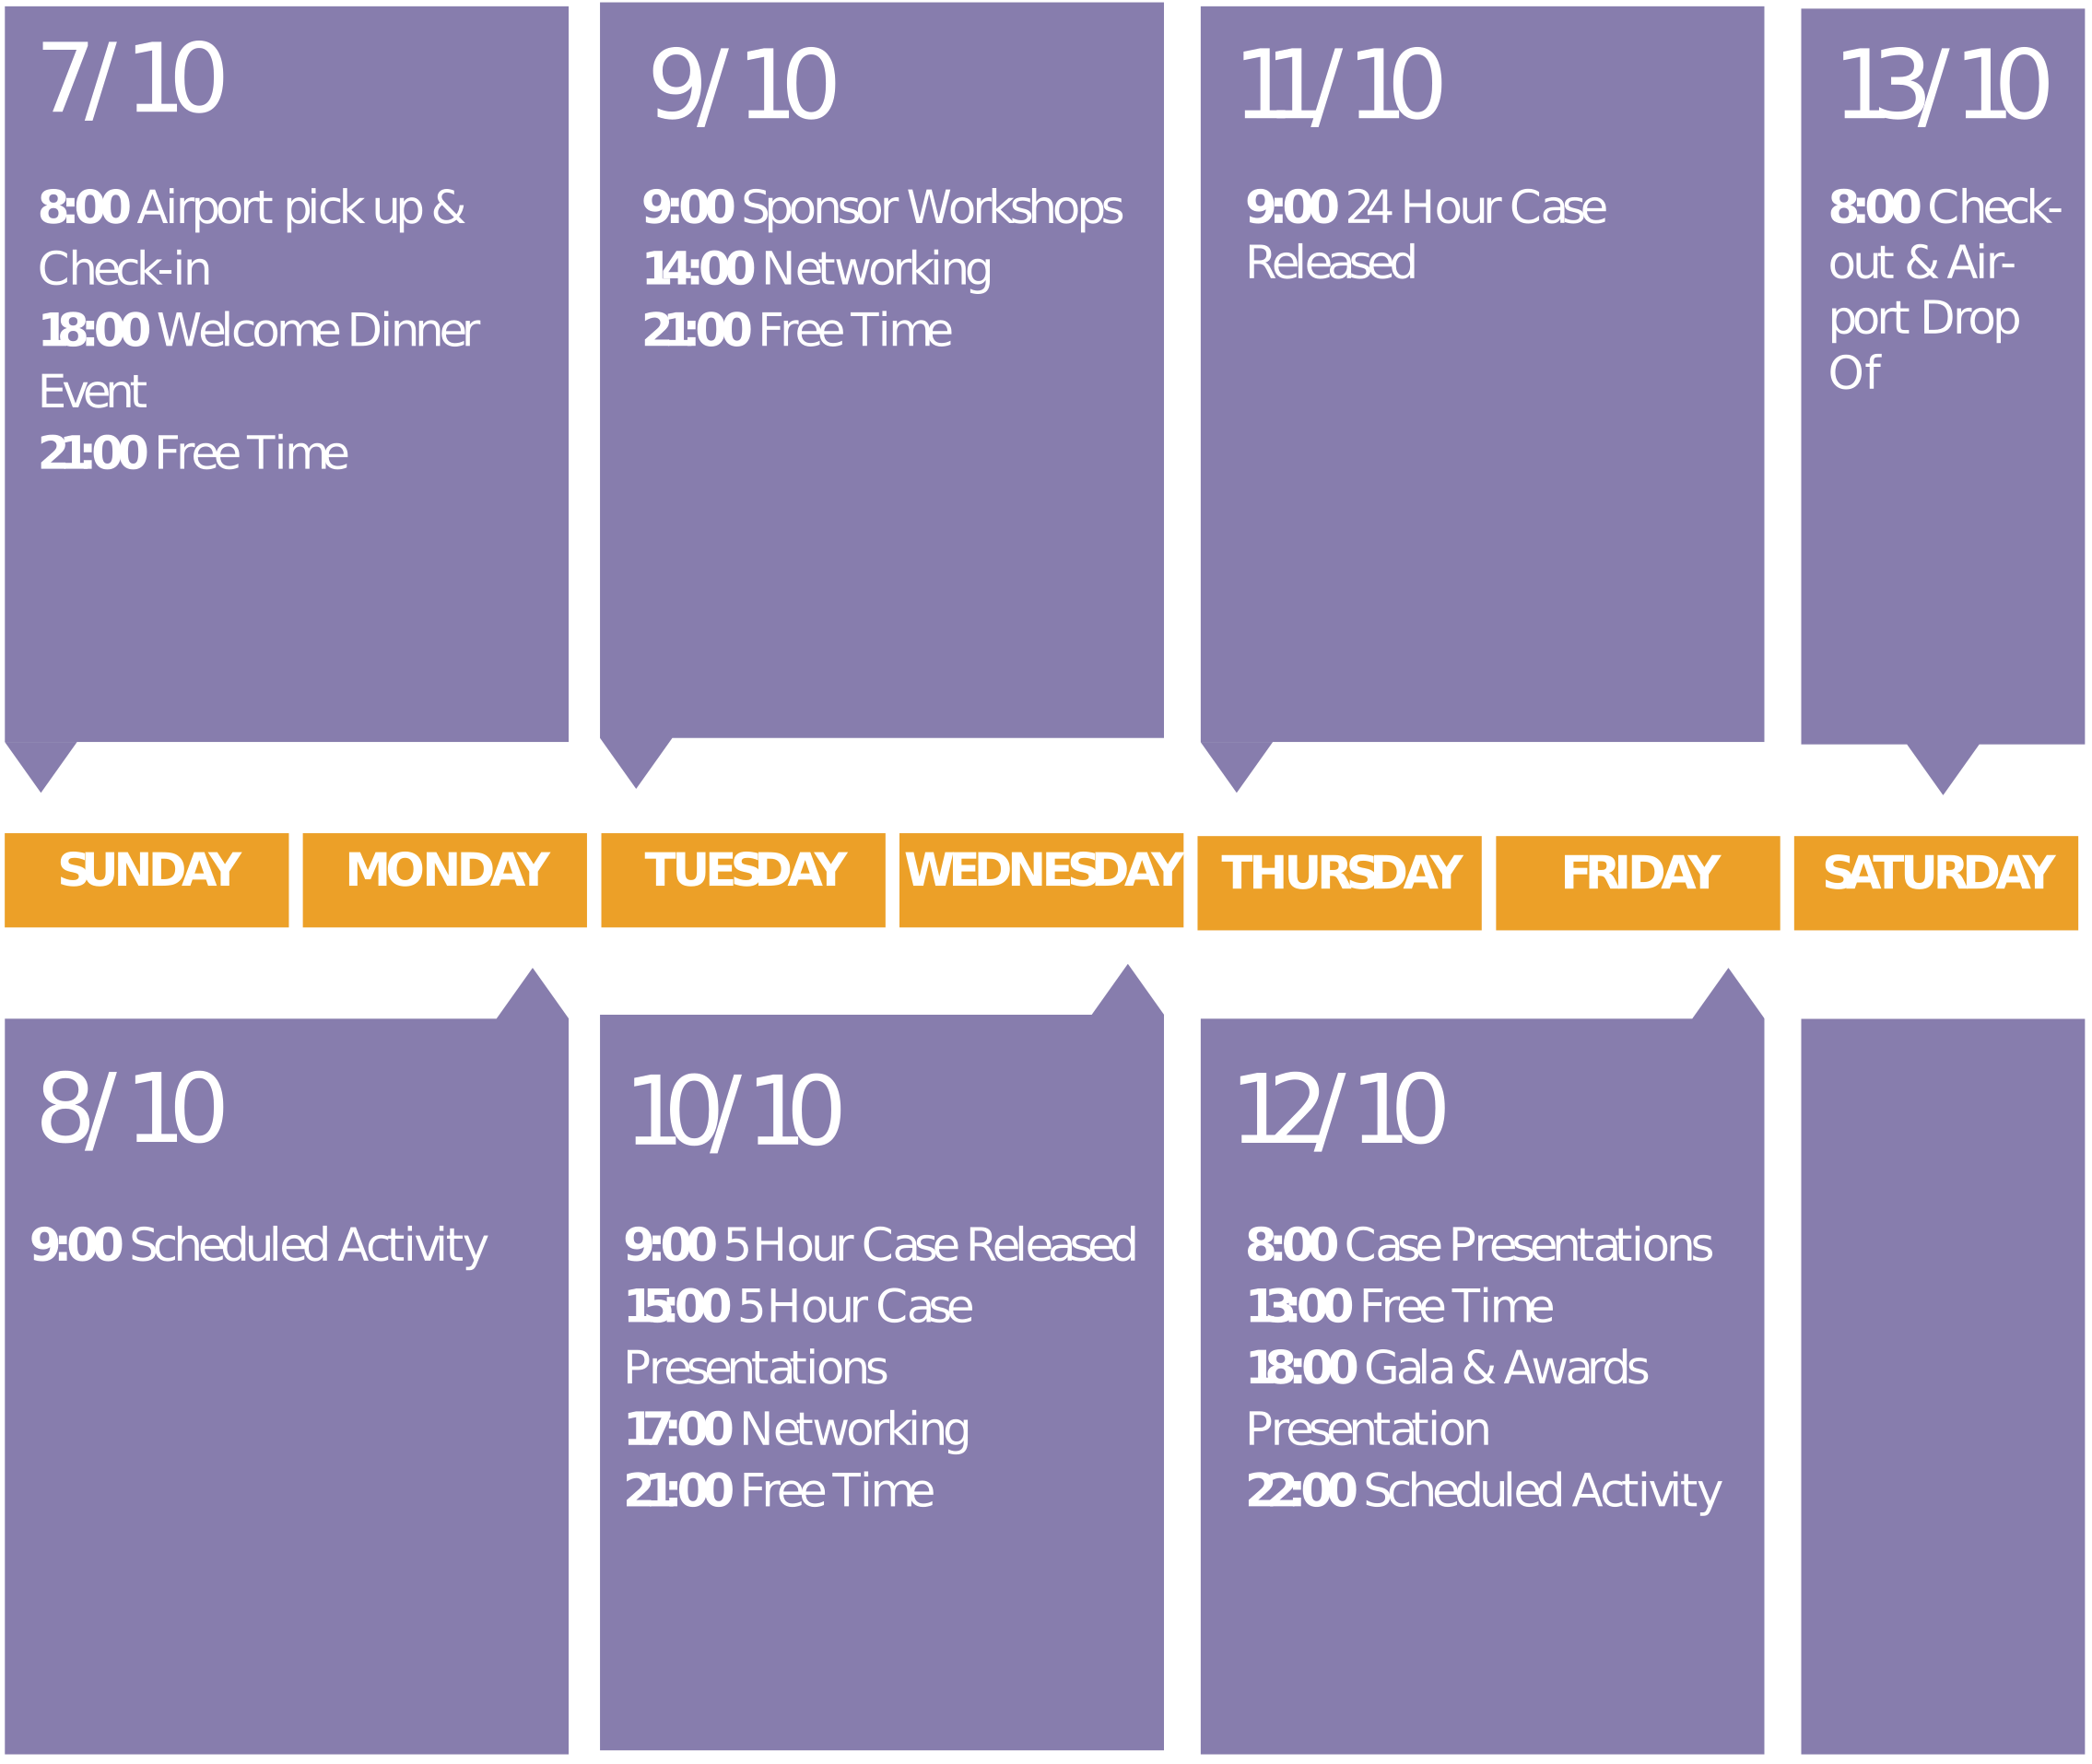 7/10
8:00 Airport pick up &
Check-in
18:00 Welcome Dinner
Event
21:00 Free Time
9/10
9:00 Sponsor Workshops
14:00 Networking
21:00 Free Time
11/10
9:00 24 Hour Case
Released
13/10
8:00 Check-
out & Air-
port Drop
Of
SUNDAY
MONDAY
TUESDAY
WEDNESDAY
THURSDAY
FRIDAY
SATURDAY
8/10
9:00 Scheduled Activity
10/10
9:00 5 Hour Case Released
15:00 5 Hour Case
Presentations
17:00 Networking
21:00 Free Time
12/10
8:00 Case Presentations
13:00 Free Time
18:00 Gala & Awards
Presentation
22:00 Scheduled Activity